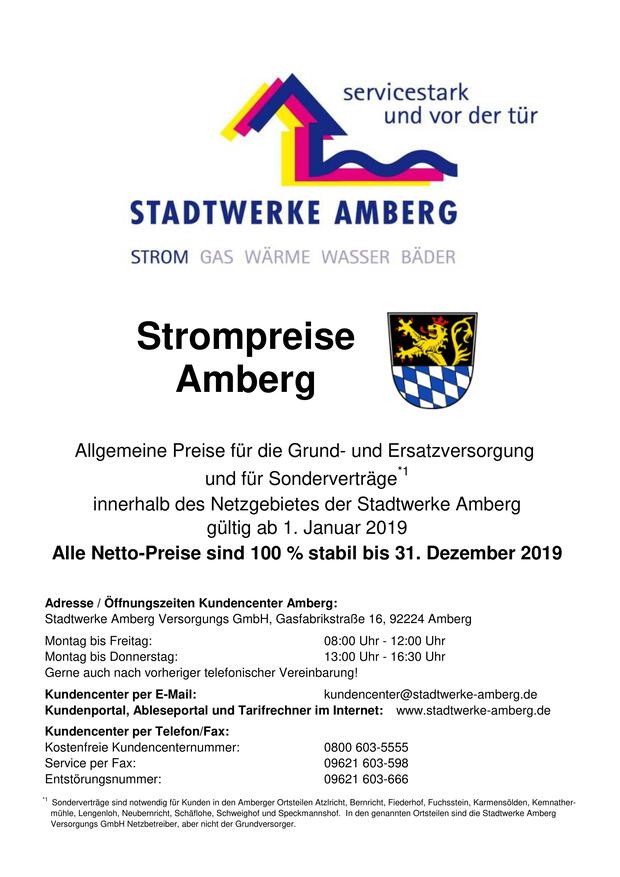 servicestark
und vor der tür
STADTWERKE AMBERG
STROM GAS WÄRME WASSER BÄDER
Strompreise
Amberg
Allgemeine Preise für die Grund- und Ersatzversorgung
und für Sonderverträge*1
innerhalb des Netzgebietes der Stadtwerke Amberg
gültig ab 1. Januar 2019
Alle Netto-Preise sind 100 % stabil bis 31. Dezember 2019
Adresse / Öffnungszeiten Kundencenter Amberg:
Stadtwerke Amberg Versorgungs GmbH, Gasfabrikstraße 16, 92224 Amberg
Montag bis Freitag: 08:00 Uhr - 12:00 Uhr
Montag bis Donnerstag: 13:00 Uhr - 16:30 Uhr
Gerne auch nach vorheriger telefonischer Vereinbarung!
Kundencenter per E-Mail: kundencenter@stadtwerke-amberg.de
Kundenportal, Ableseportal und Tarifrechner im Internet: www.stadtwerke-amberg.de
Kundencenter per Telefon/Fax:
Kostenfreie Kundencenternummer: 0800 603-5555
Service per Fax: 09621 603-598
Entstörungsnummer: 09621 603-666
*1 Sonderverträge sind notwendig für Kunden in den Amberger Ortsteilen Atzlricht, Bernricht, Fiederhof, Fuchsstein, Karmensölden, Kemnather-
mühle, Lengenloh, Neubernricht, Schäflohe, Schweighof und Speckmannshof. In den genannten Ortsteilen sind die Stadtwerke Amberg
Versorgungs GmbH Netzbetreiber, aber nicht der Grundversorger.